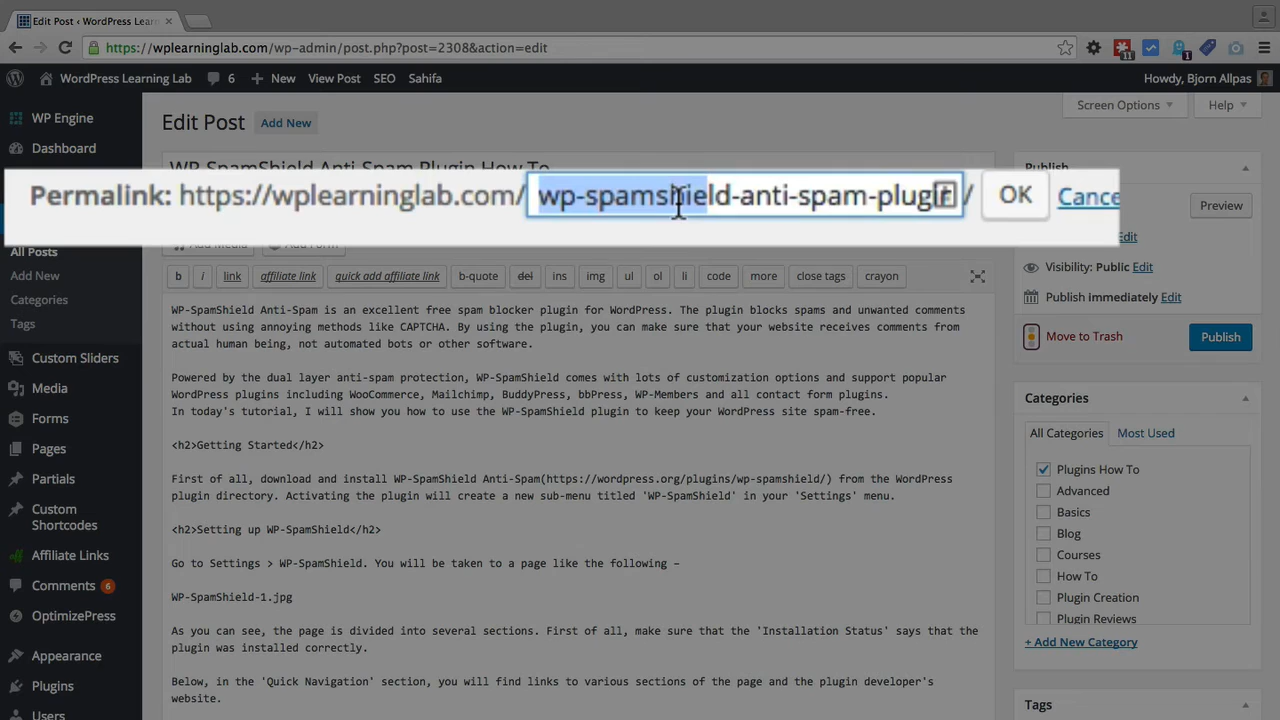 Edit Post ‹ WordPress Learn
https://wplearninglab.com/wp-admin/post.php?post=2308&action=edit
11
1
WordPress Learning Lab 6 + New View Post SEO Sahifa Howdy, Bjorn Allpas
Screen Options Help
WP Engine
Dashboard
All Posts
Add New
Categories
Tags
Custom Sliders
Media
Forms
Pages
Partials
Custom
Shortcodes
Affiliate Links
Comments 6
OptimizePress
Appearance
Plugins
Users
Edit Post Add New
WP SpamShield Anti Spam Plugin How To
Permalink: https://wplearninglab.com/ wp-spamshield-anti-spam-plugi / OK Cance
b i link affiliate link quick add affiliate link b-quote del ins img ul ol li code more close tags crayon
WP-SpamShield Anti-Spam is an excellent free spam blocker plugin for WordPress. The plugin blocks spams and unwanted comments
without using annoying methods like CAPTCHA. By using the plugin, you can make sure that your website receives comments from
actual human being, not automated bots or other software.
Powered by the dual layer anti-spam protection, WP-SpamShield comes with lots of customization options and support popular
WordPress plugins including WooCommerce, Mailchimp, BuddyPress, bbPress, WP-Members and all contact form plugins.
In today's tutorial, I will show you how to use the WP-SpamShield plugin to keep your WordPress site spam-free.
<h2>Getting Started</h2>
First of all, download and install WP-SpamShield Anti-Spam(https://wordpress.org/plugins/wp-spamshield/) from the WordPress
plugin directory. Activating the plugin will create a new sub-menu titled 'WP-SpamShield' in your 'Settings' menu.
<h2>Setting up WP-SpamShield</h2>
Go to Settings > WP-SpamShield. You will be taken to a page like the following –
WP-SpamShield-1.jpg
As you can see, the page is divided into several sections. First of all, make sure that the 'Installation Status' says that the
plugin was installed correctly.
Below, in the 'Quick Navigation' section, you will find links to various sections of the page and the plugin developer's
website.
Publish
Preview
Edit
Visibility: Public Edit
Publish immediately Edit
Move to Trash Publish
Categories
All Categories Most Used
Plugins How To
Advanced
Basics
Blog
Courses
How To
Plugin Creation
Plugin Reviews
+ Add New Category
Tags